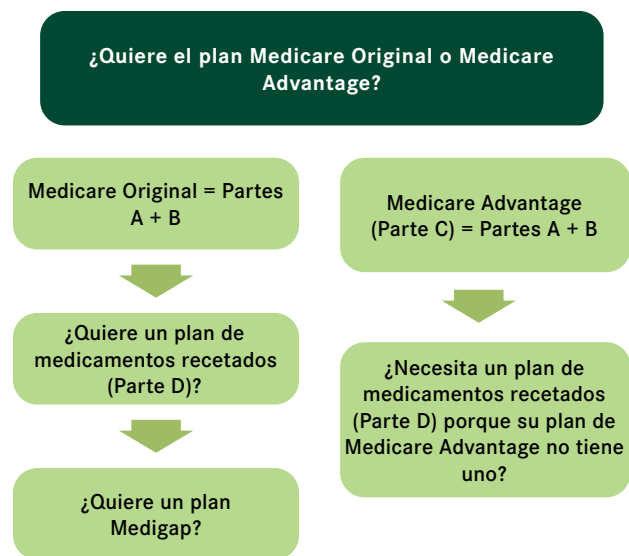 ¿Quiere el plan Medicare Original o Medicare
Advantage?
Medicare Original = Partes
A + B
¿Quiere un plan de
medicamentos recetados
(Parte D)?
¿Quiere un plan
Medigap?
Medicare Advantage
(Parte C) = Partes A + B
¿Necesita un plan de
medicamentos recetados
(Parte D) porque su plan de
Medicare Advantage no tiene
uno?